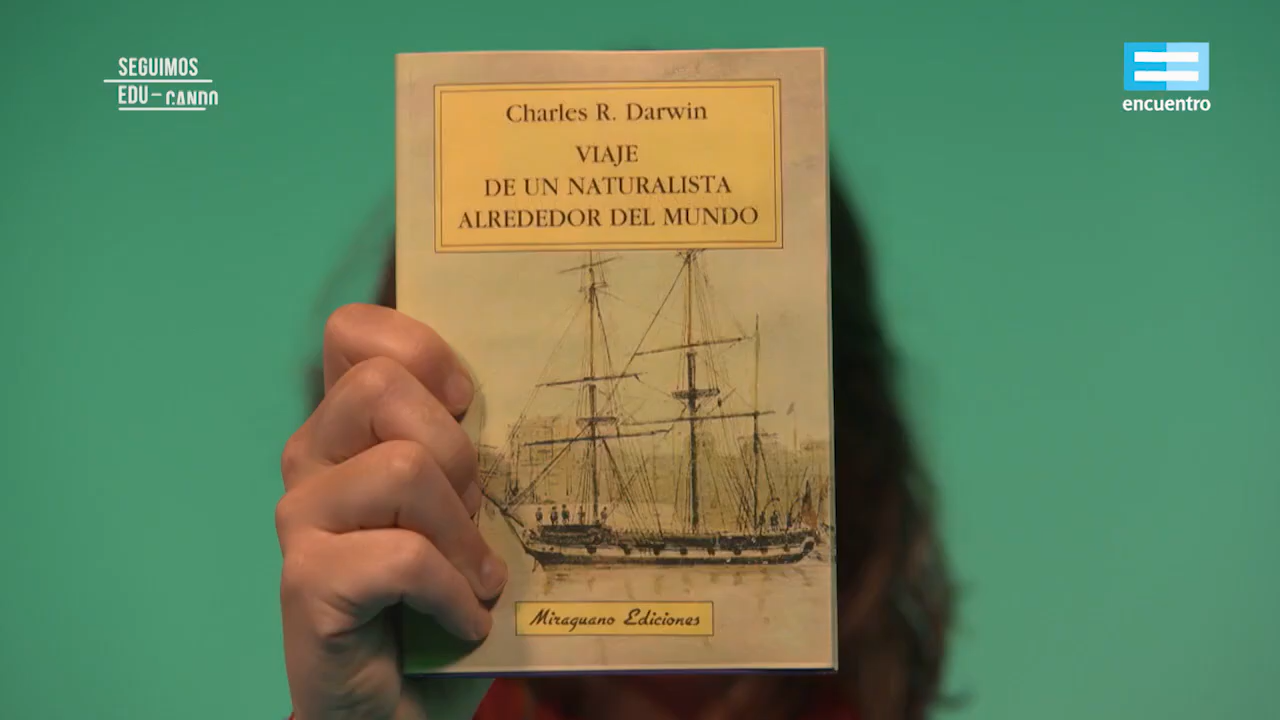 SEGUIMOS
EDU-CANDO
encuentro
Charles R. Darwin
VIAJE
DE UN NATURALISTA
ALREDEDOR DEL MUNDO
Miraguano Ediciones